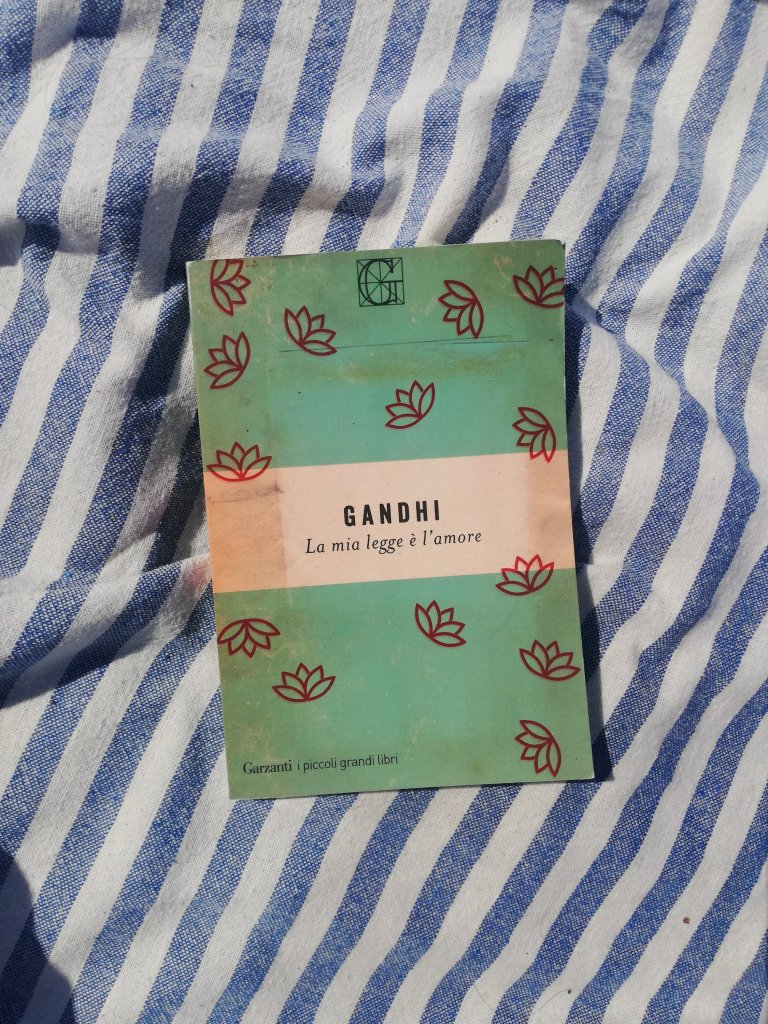 G
GANDHI
La mia legge è l'amore
Garzanti i piccoli grandi libri